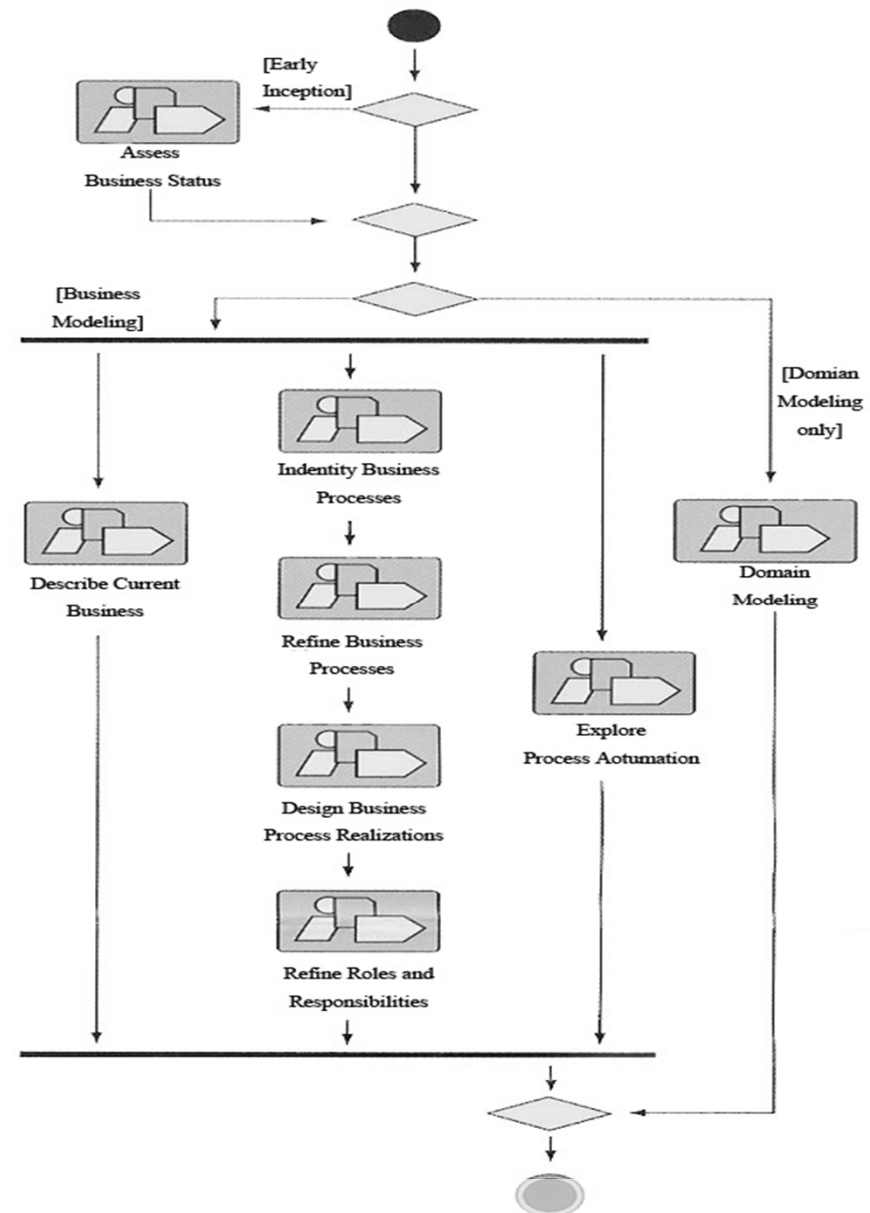 [Early
Inception]
Assess
Business Status
[Business
Modeling]
[Domian
Modeling
only]
Indentity Business
Processes
Describe Current
Business
Domain
Modeling
Refine Business
Processes
Explore
Process Aotumation
Design Business
Process Realizations
Refine Roles and
Responsibilities